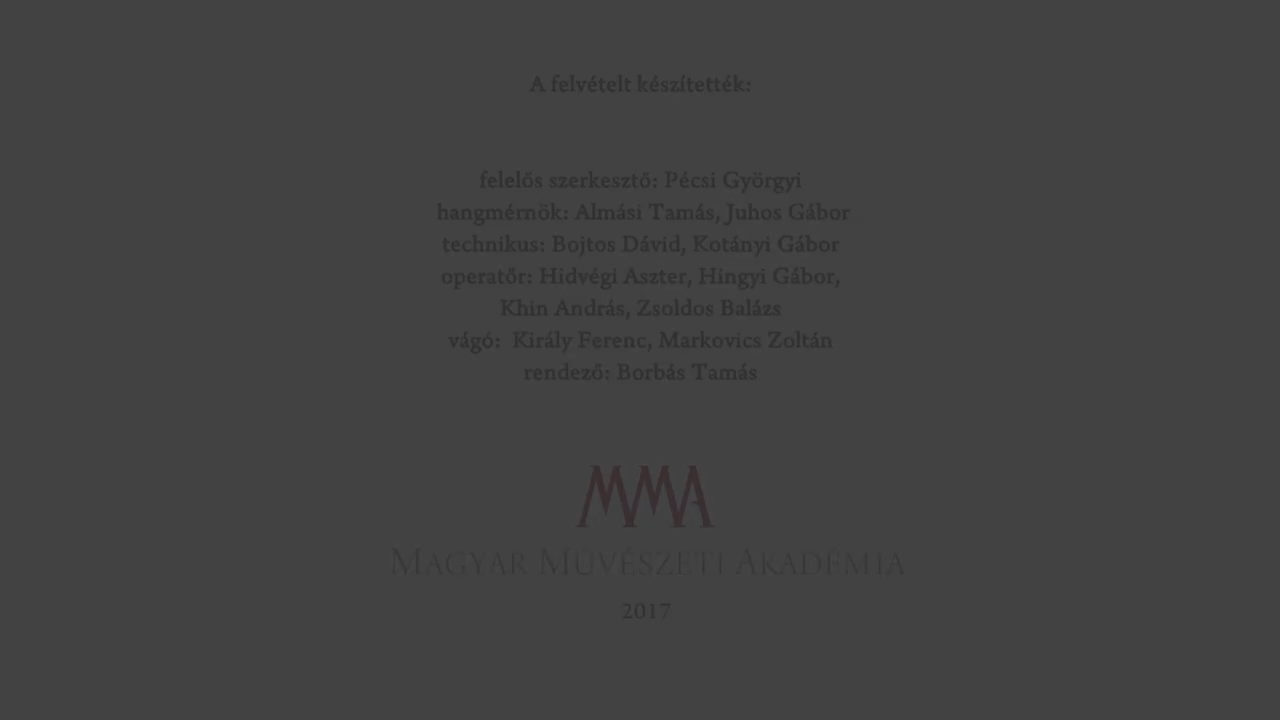 A felvételt készítették:
felelős szerkesztő: Pécsi Györgyi
hangmérnök: Almási Tamás, Juhos Gábor
technikus: Bojtos Dávid, Kotányi Gábor
operatőr: Hidvégi Aszter, Hingyi Gábor,
Khin András, Zsoldos Balázs
vágó:  Király Ferenc, Markovics Zoltán
rendező: Borbás Tamás
MMA
MAGYAR MŰVÉSZETI AKADÉMIA
2017